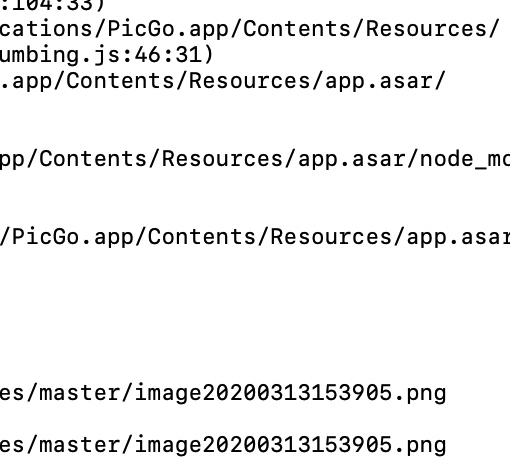 :104:33)
cations/PicGo.app/Contents/Resources/
umbing.js:46:31)
.app/Contents/Resources/app.asar/
pp/Contents/Resources/app.asar/node_mo
/PicGo.app/Contents/Resources/app.asar
es/master/image20200313153905.png
es/master/image20200313153905.png